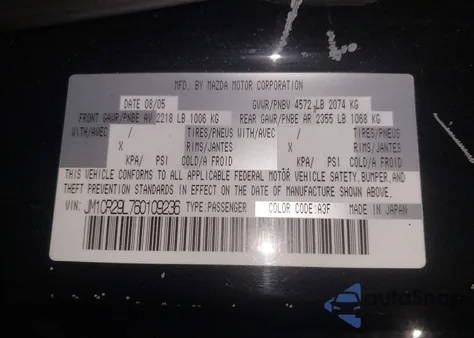 MFD. BY MAZDA MOTOR CORPORATION
DATE 08/05 GVWR/PNBV 4572 LB 2074 KG
FRONT GAWR/PNBE AV 2218 LB 1006 KG REAR GAWR/PNBE AR 2355 LB 1068 KG
WITH/AVEC / TIRES/PNEUS WITH/AVEC / TIRES/PNEUS
X RIMS/JANTES X RIMS/JANTES
KPA/ PSI COLD/A FROID KPA/ PSI COLD/A FROID
THIS VEHICLE CONFORMS TO ALL APPLICABLE FEDERAL MOTOR VEHICLE SAFETY, BUMPER, AND
THEFT PREVENTION STANDARDS IN EFFECT ON THE DATE OF MANUFACTURE SHOWN ABOVE.
VIN: JM1CR29L760109236 TYPE: PASSENGER COLOR CODE: A3F MADE IN JAPAN
autoSnap